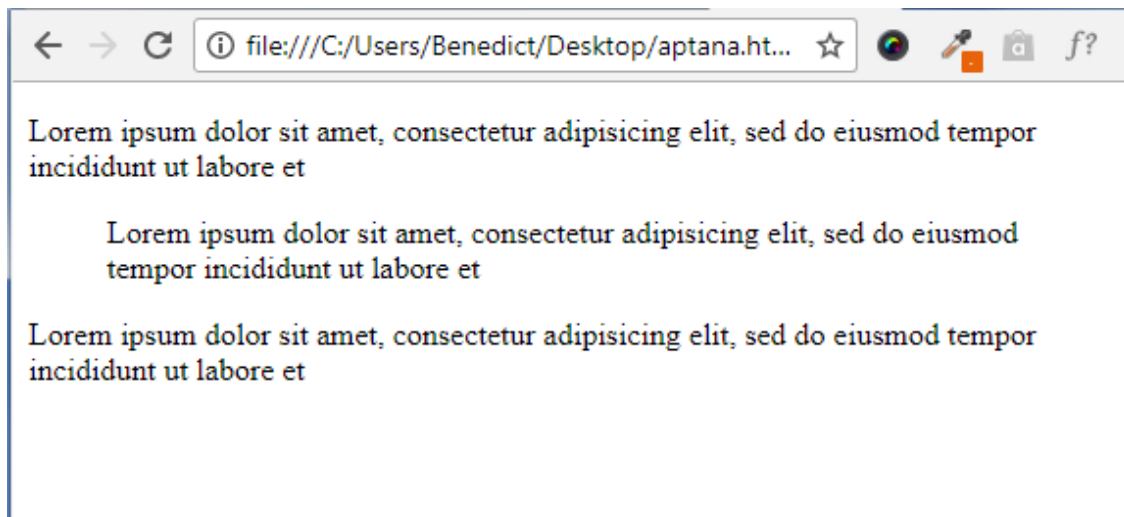 file:///C:/Users/Benedict/Desktop/aptana.ht... a f?
Lorem ipsum dolor sit amet, consectetur adipisicing elit, sed do eiusmod tempor
incididunt ut labore et
Lorem ipsum dolor sit amet, consectetur adipisicing elit, sed do eiusmod
tempor incididunt ut labore et
Lorem ipsum dolor sit amet, consectetur adipisicing elit, sed do eiusmod tempor
incididunt ut labore et